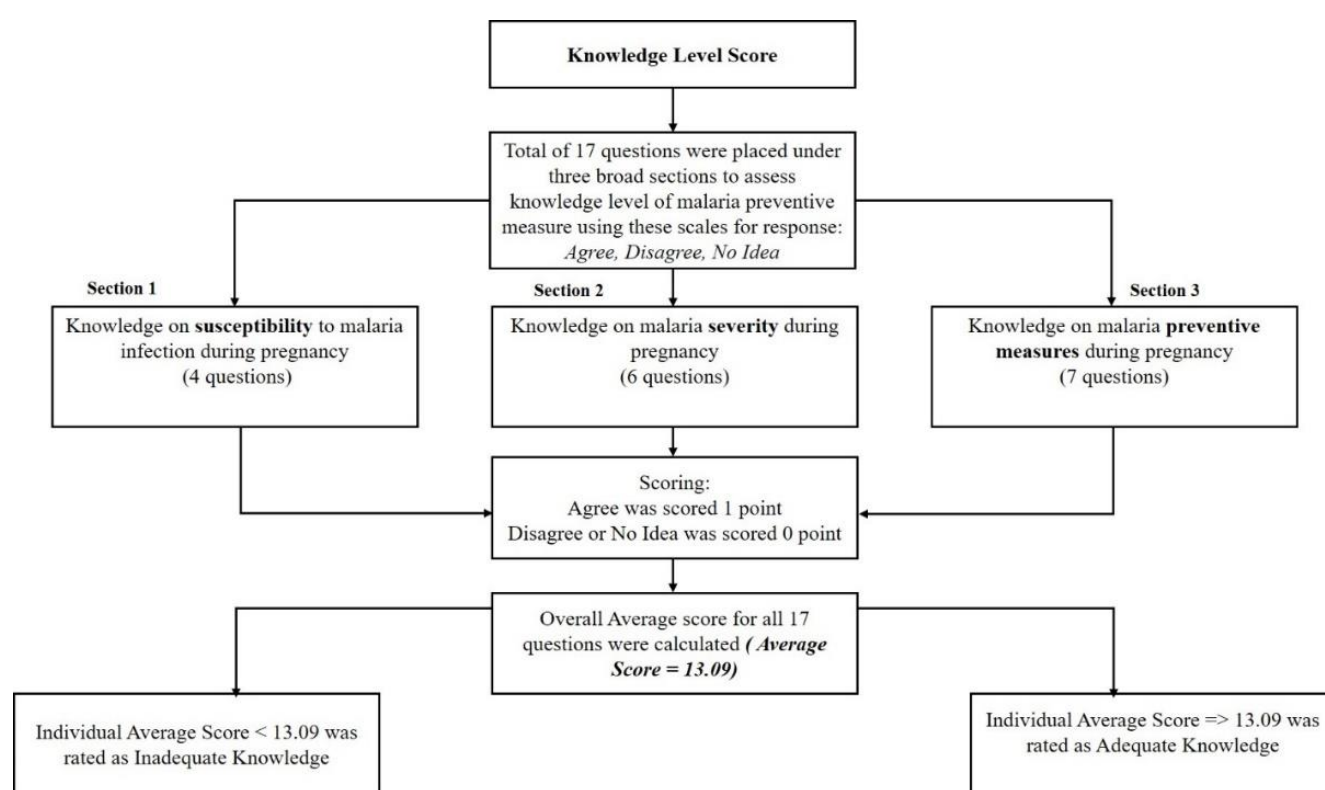 Knowledge Level Score
Total of 17 questions were placed under
three broad sections to assess
knowledge level of malaria preventive
measure using these scales for response:
Agree, Disagree, No Idea
Section 1
Knowledge on susceptibility to malaria
infection during pregnancy
(4 questions)
Section 2
Knowledge on malaria severity during
pregnancy
(6 questions)
Section 3
Knowledge on malaria preventive
measures during pregnancy
(7 questions)
Scoring:
Agree was scored 1 point
Disagree or No Idea was scored 0 point
Overall Average score for all 17
questions were calculated ( Average
Score = 13.09)
Individual Average Score < 13.09 was
rated as Inadequate Knowledge
Individual Average Score => 13.09 was
rated as Adequate Knowledge